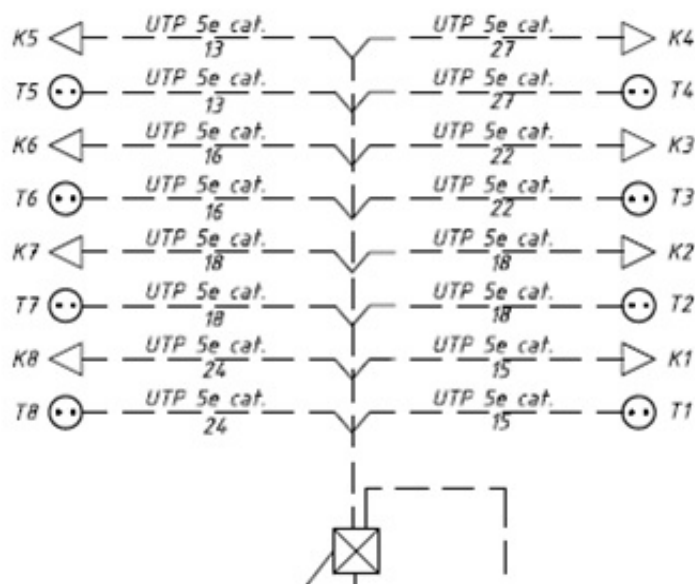 K5 UTP 5e cat. 13 UTP 5e cat. 27 K4
T5 UTP 5e cat. 13 UTP 5e cat. 27 T4
K6 UTP 5e cat. 16 UTP 5e cat. 22 K3
T6 UTP 5e cat. 16 UTP 5e cat. 22 T3
K7 UTP 5e cat. 18 UTP 5e cat. 18 K2
T7 UTP 5e cat. 18 UTP 5e cat. 18 T2
K8 UTP 5e cat. 24 UTP 5e cat. 15 K1
T8 UTP 5e cat. 24 UTP 5e cat. 15 T1